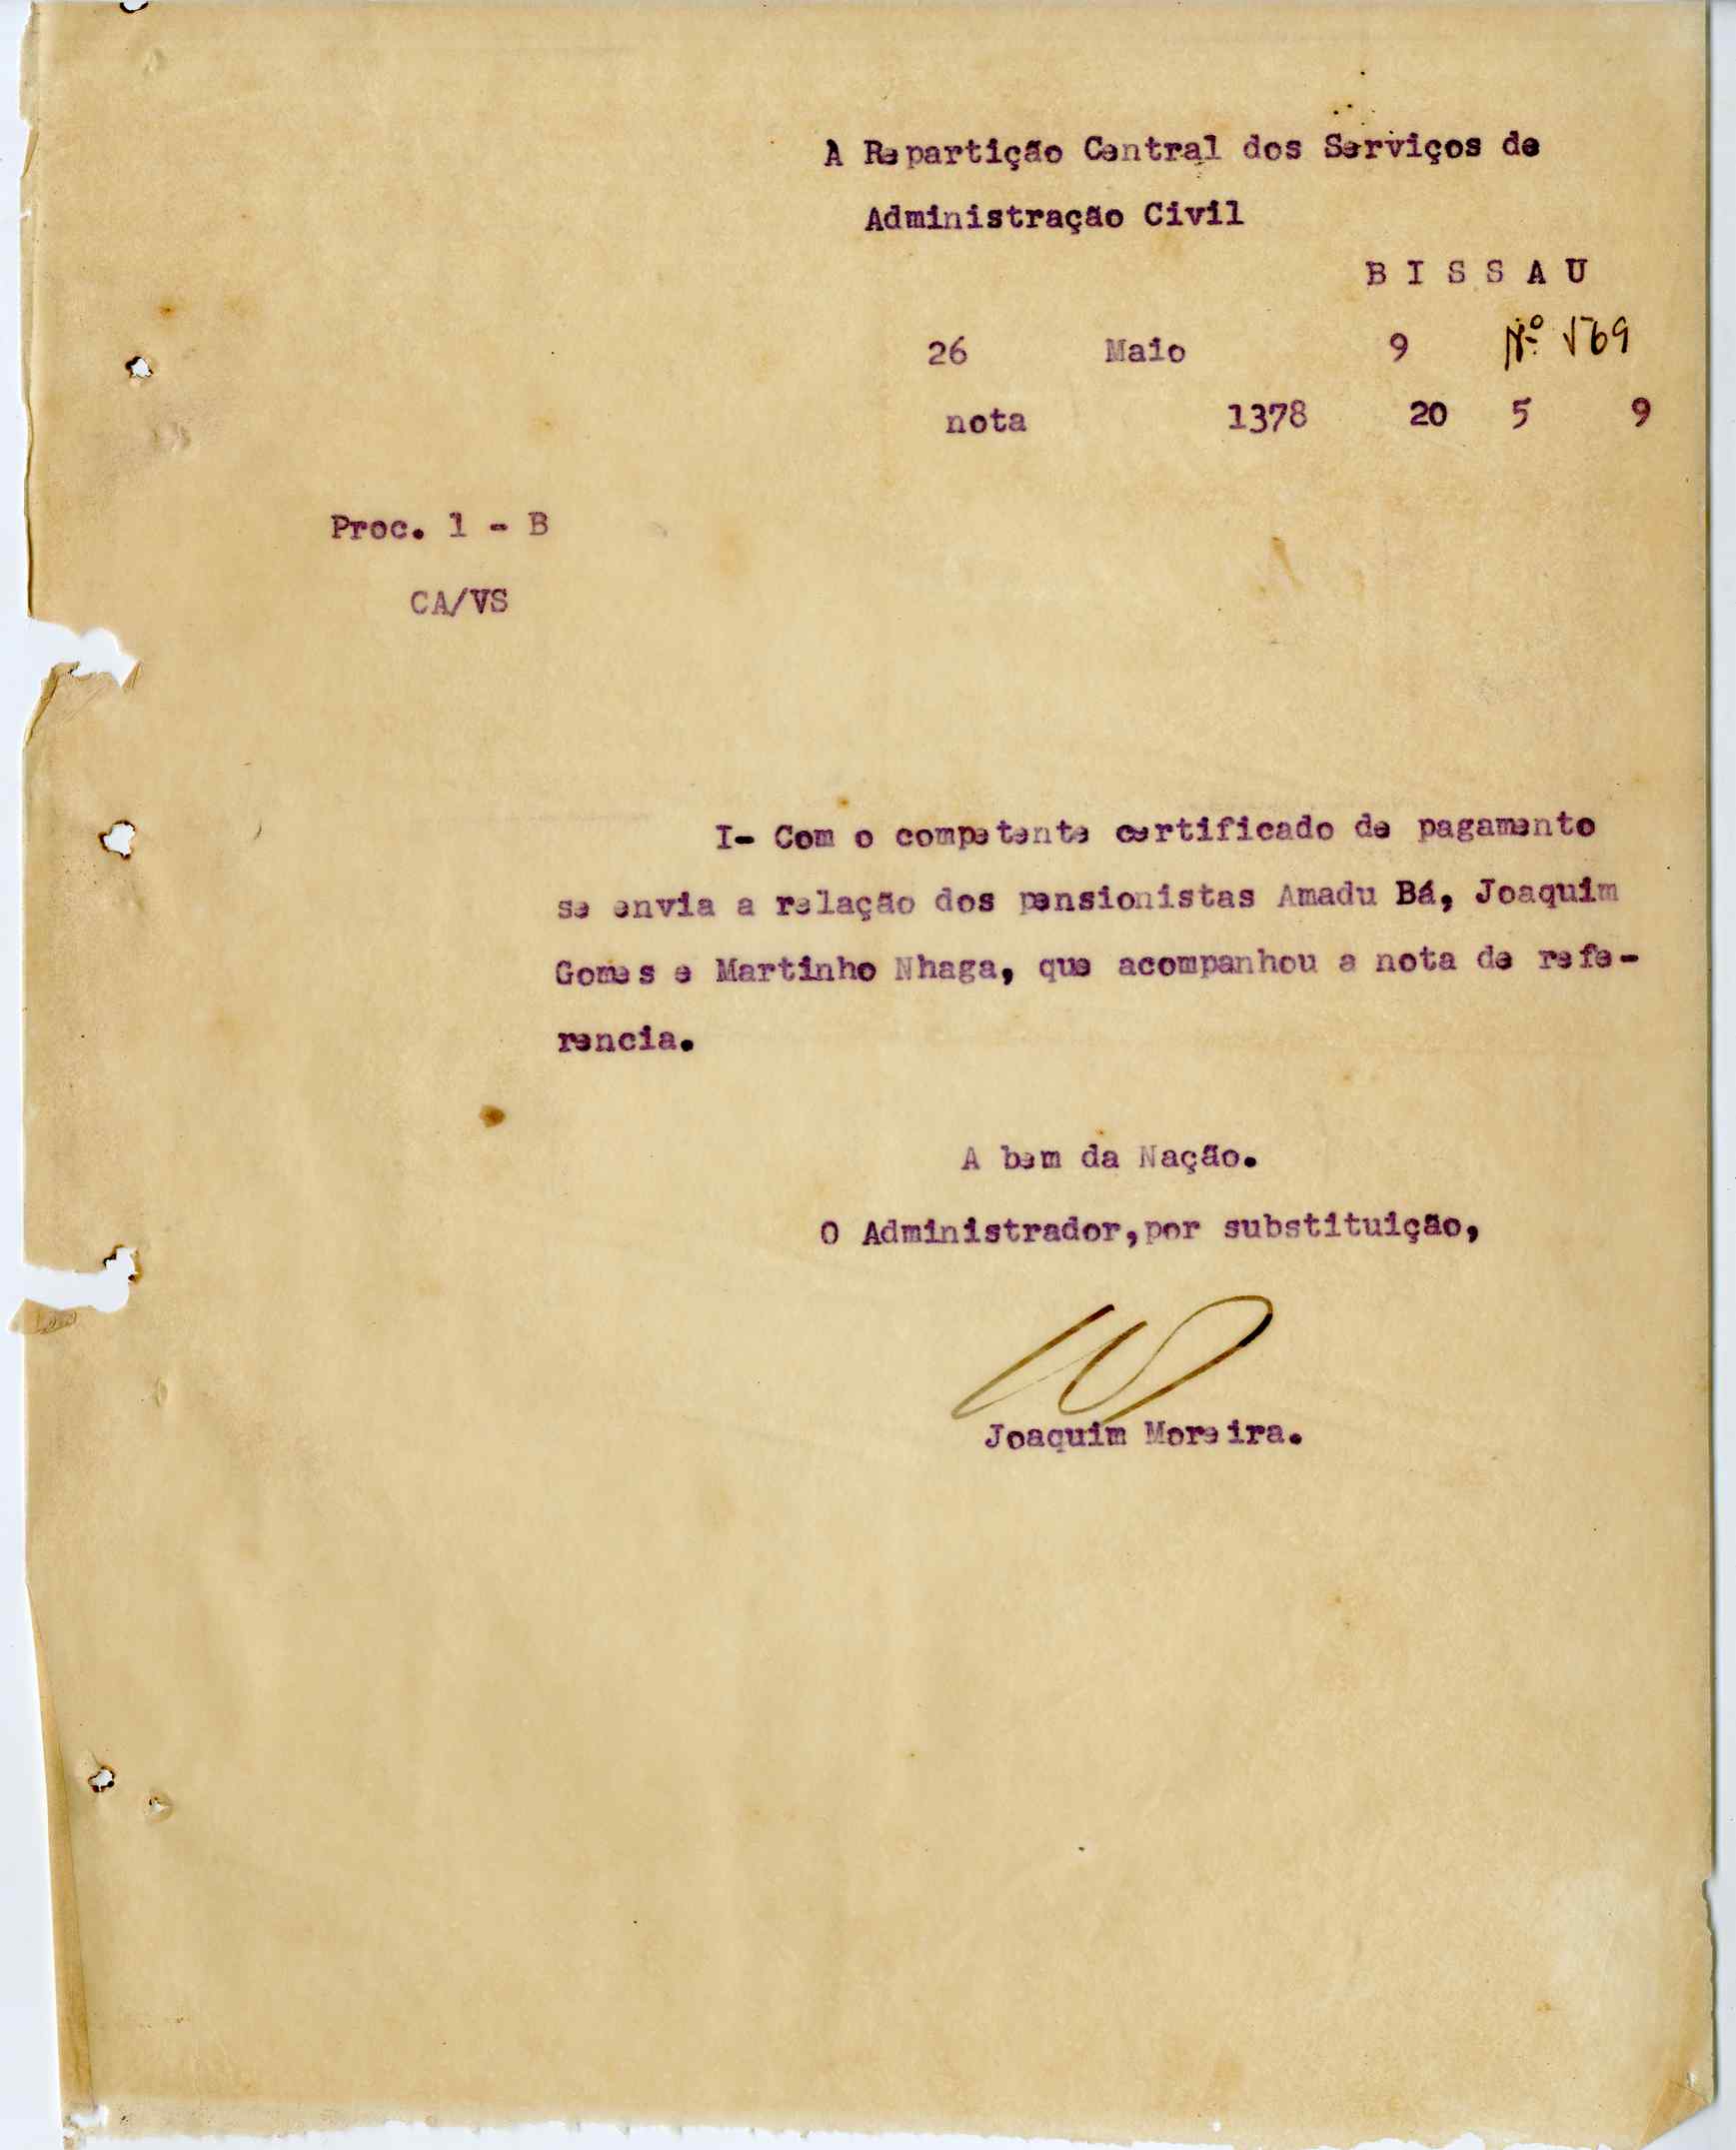 A Repartição Central dos Serviços de
Administração Civil
B I S S A U
26 Maio 9 Nº 569
nota 1378 20 5 9
Proc. 1 - B
CA/VS
I- Com o competente certificado de pagamento
se envia a relação dos pensionistas Amadu Bá, Joaquim
Gomes e Martinho Nhaga, que acompanhou a nota de refe-
rencia.
A bem da Nação.
O Administrador,por substituição,
Joaquim Moreira.